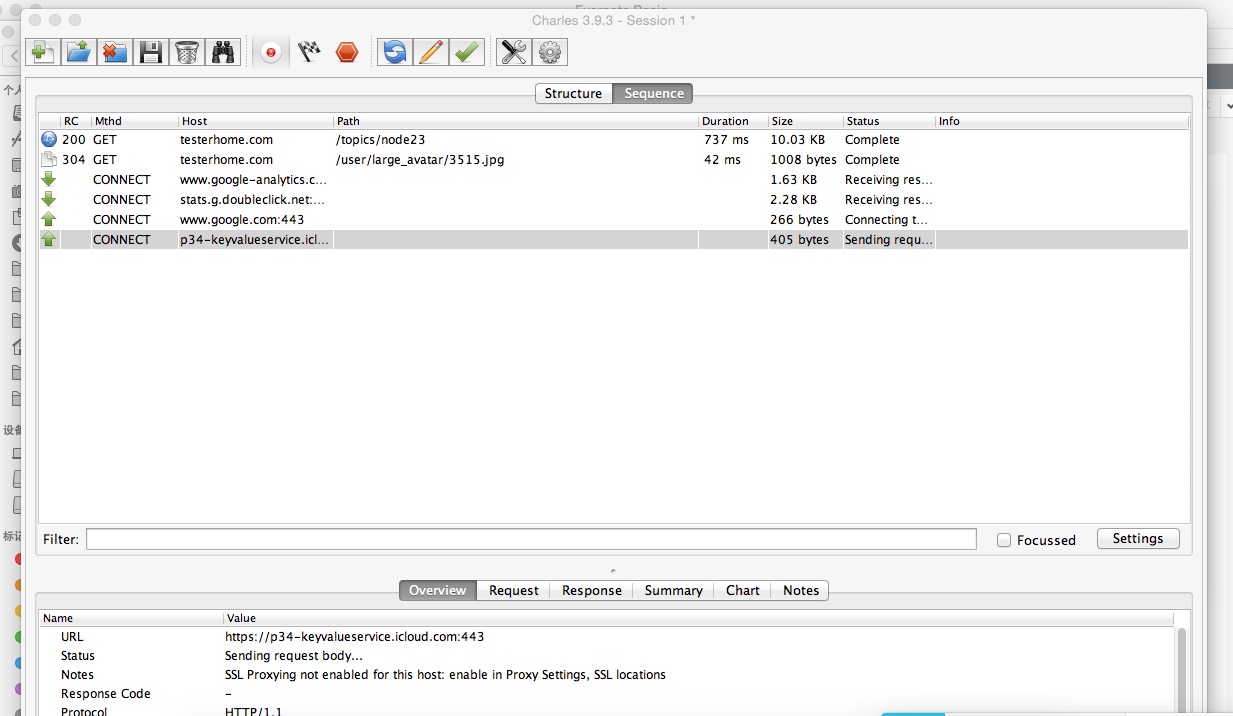 Evernote Basic
Charles 3.9.3 - Session 1 *
Structure Sequence
RC Mthd Host Path Duration Size Status Info
200 GET testerhome.com /topics/node23 737 ms 10.03 KB Complete
304 GET testerhome.com /user/large_avatar/3515.jpg 42 ms 1008 bytes Complete
CONNECT www.google-analytics.c... 1.63 KB Receiving res...
CONNECT stats.g.doubleclick.net:... 2.28 KB Receiving res...
CONNECT www.google.com:443 266 bytes Connecting t...
CONNECT p34-keyvalueservice.icl... 405 bytes Sending requ...
Filter: Focussed Settings
Overview Request Response Summary Chart Notes
Name Value
URL https://p34-keyvalueservice.icloud.com:443
Status Sending request body...
Notes SSL Proxying not enabled for this host: enable in Proxy Settings, SSL locations
Response Code –
Protocol HTTP/1.1
个人
设备
标记